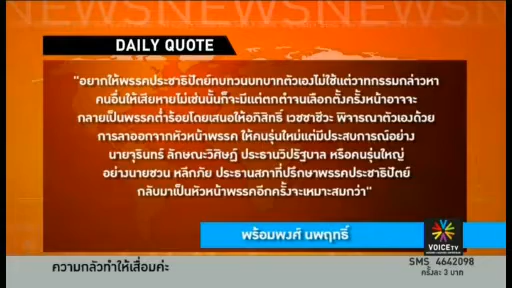 NEWSNEWSNEWS
DAILY QUOTE
"อยากให้พรรคประชาธิปัตย์ทบทวนบทบาทตัวเองไม่ใช้แต่วาทกรรมกล่าวหา
คนอื่นให้เสียหายไม่เช่นนั้นก็จะมีแต่ตกต่ำจนเลือกตั้งครั้งหน้าอาจจะ
กลายเป็นพรรคต่ำร้อยโดยเสนอให้อภิสิทธิ์ เวชชาชีวะ พิจารณาตัวเองด้วย
การลาออกจากหัวหน้าพรรค ให้คนรุ่นใหม่แต่มีประสบการณ์อย่าง
นายจุรินทร์ ลักษณะวิศิษฏ์ ประธานวิปรัฐบาล หรือคนรุ่นใหญ่
อย่างนายชวน หลีกภัย ประธานสภาที่ปรึกษาพรรคประชาธิปัตย์
กลับมาเป็นหัวหน้าพรรคอีกครั้งจะเหมาะสมกว่า"
พร้อมพงศ์ นพฤทธิ์
VOICE TV
ความกลัวทำให้เสื่อมค่ะ
SMS 4642098
ครั้งละ 3 บาท